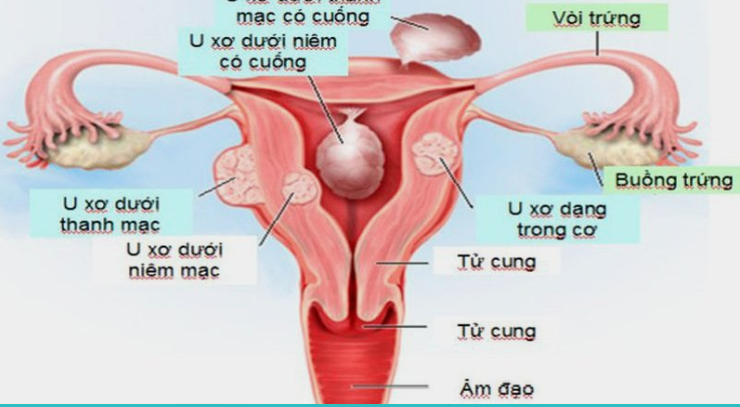 mạc có cuống
U xơ dưới niêm
có cuống
Vòi trứng
Buồng trứng
U xơ dưới
thanh mạc
U xơ dạng
trong cơ
U xơ dưới
niêm mạc
Tử cung
Tử cung
Âm đạo